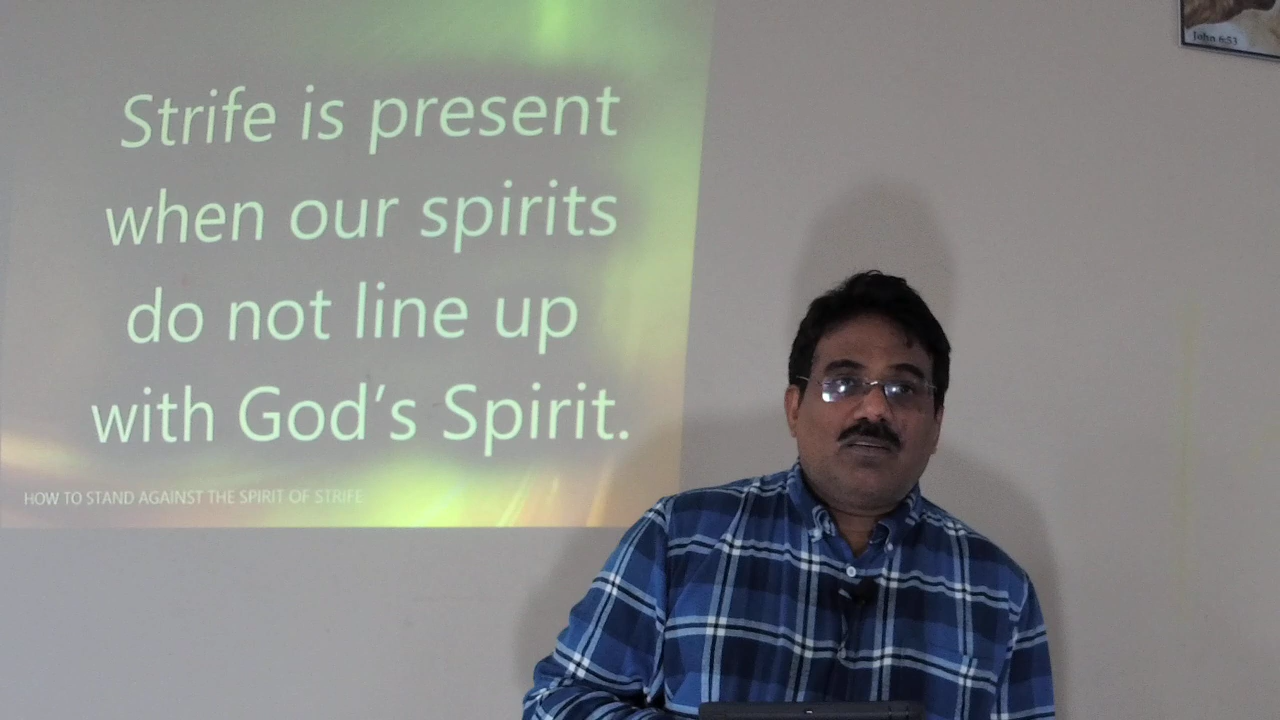 Strife is present
when our spirits
do not line up
with God's Spirit.
HOW TO STAND AGAINST THE SPIRIT OF STRIFE
John 6:53